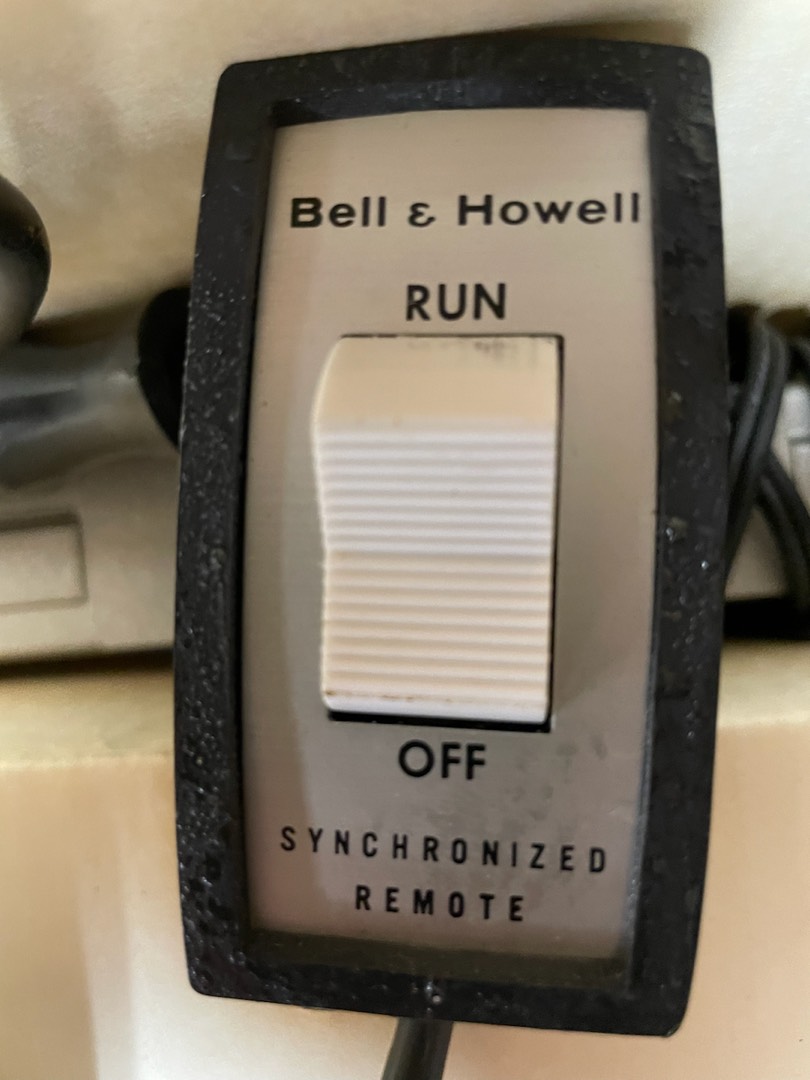 Bell & Howell
RUN
OFF
SYNCHRONIZED
REMOTE